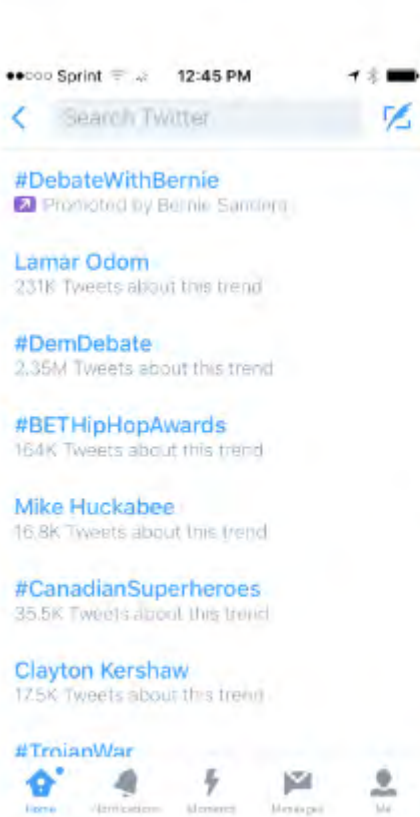 Sprint 12:45 PM
Search Twitter
#DebateWithBernie
Promoted by Bernie Sanders
Lamar Odom
231K Tweets about this trend
#DemDebate
2.35M Tweets about this trend
#BETHipHopAwards
164K Tweets about this trend
Mike Huckabee
16.8K Tweets about this trend
#CanadianSuperheroes
35.5K Tweets about this trend
Clayton Kershaw
17.5K Tweets about this trend
#TrojanWar
Home Notifications Moments Messages Me